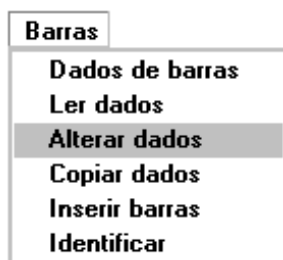 Barras
Dados de barras
Ler dados
Alterar dados
Copiar dados
Inserir barras
Identificar